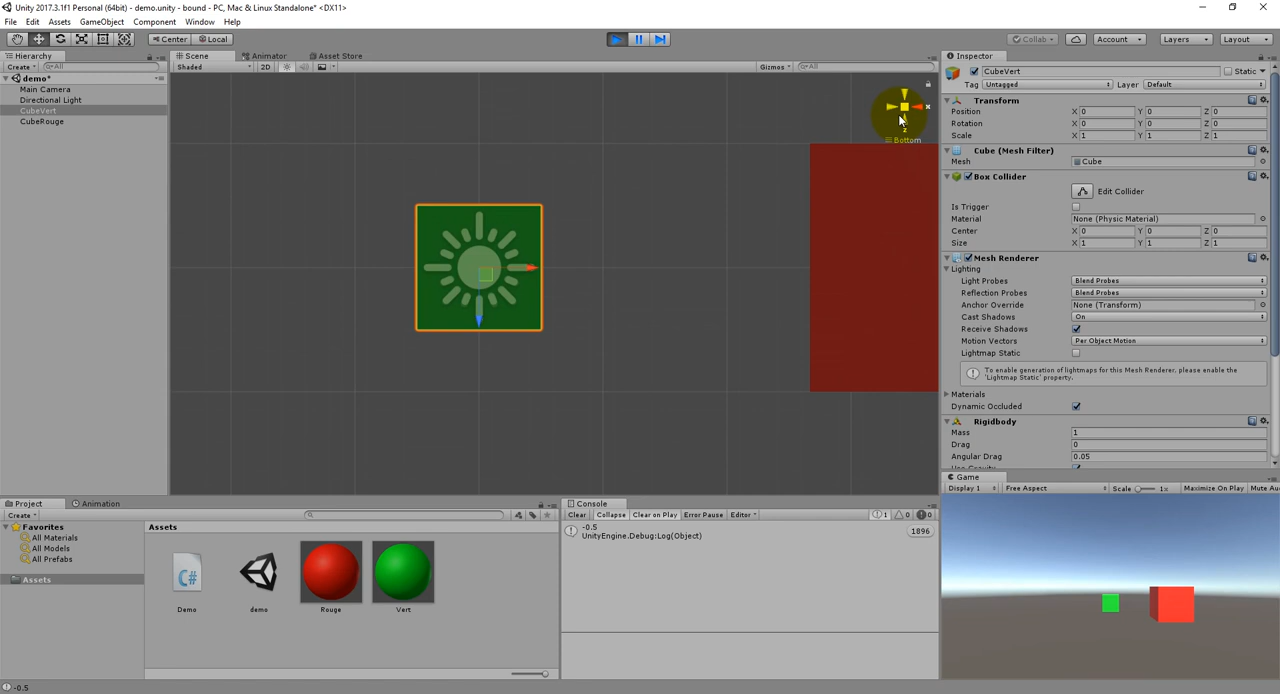 Unity 2017.3.1f1 Personal (64bit) - demo.unity - bound - PC, Mac & Linux Standalone* <DX11>
File Edit Assets GameObject Component Window Help
Center Local Collab Account Layers Layout
Hierarchy
Create All
demo*
Main Camera
Directional Light
CubeVert
CubeRouge
Scene Animator Asset Store
Shaded 2D Gizmos All
z
Bottom
Inspector
CubeVert Static
Tag Untagged Layer Default
Transform
Position X 0 Y 0 Z 0
Rotation X 0 Y 0 Z 0
Scale X 1 Y 1 Z 1
Cube (Mesh Filter)
Mesh Cube
Box Collider
Edit Collider
Is Trigger
Material None (Physic Material)
Center X 0 Y 0 Z 0
Size X 1 Y 1 Z 1
Mesh Renderer
Lighting
Light Probes Blend Probes
Reflection Probes Blend Probes
Anchor Override None (Transform)
Cast Shadows On
Receive Shadows
Motion Vectors Per Object Motion
Lightmap Static
To enable generation of lightmaps for this Mesh Renderer, please enable the
'Lightmap Static' property.
Materials
Dynamic Occluded
Rigidbody
Mass 1
Drag 0
Angular Drag 0.05
Game
Display 1 Free Aspect Scale 1x Maximize On Play Mute Au
Project Animation
Create
Favorites
All Materials
All Models
All Prefabs
Assets
Assets
C#
Demo demo Rouge Vert
Console
Clear Collapse Clear on Play Error Pause Editor 1 0 0
-0.5
UnityEngine.Debug:Log(Object) 1896
-0.5